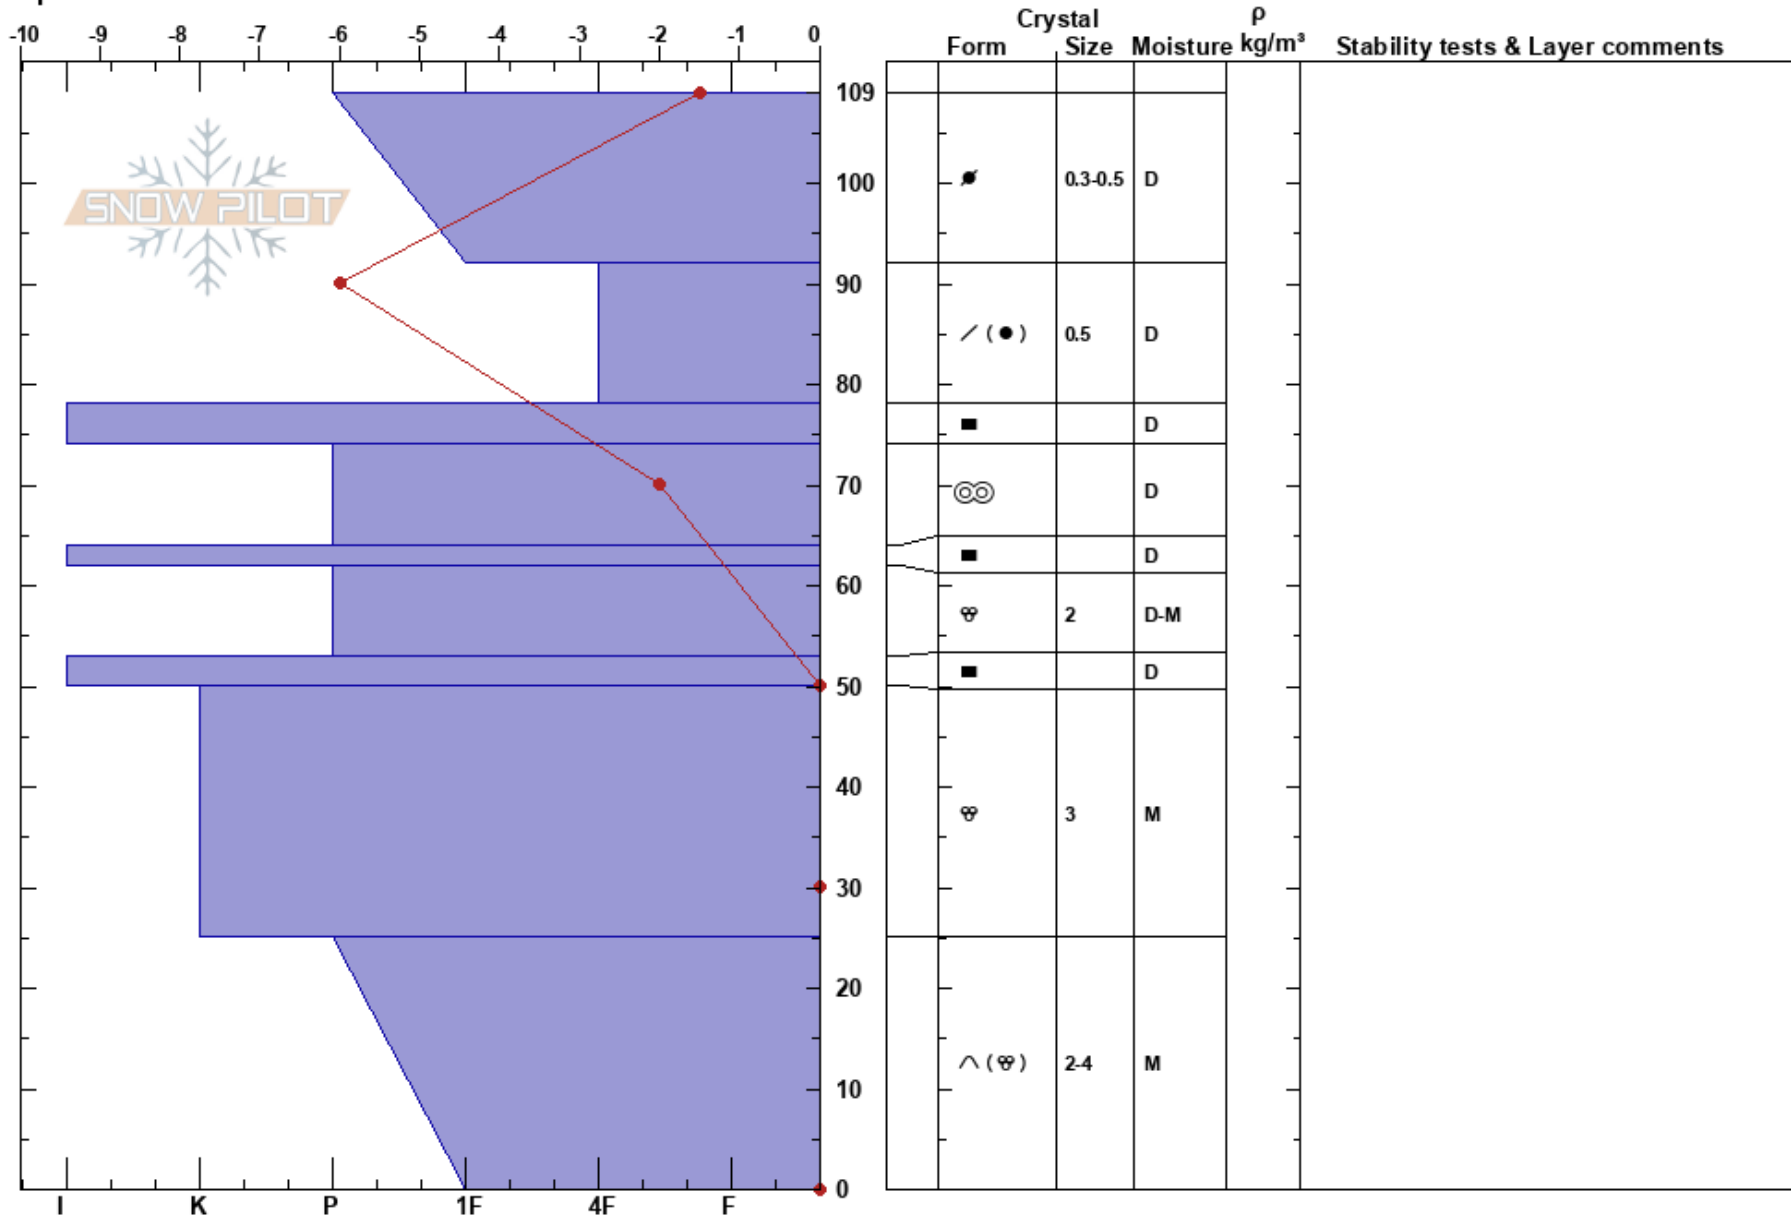 Crystal ρ
-10 -9 -8 -7 -6 -5 -4 -3 -2 -1 0 Form Size Moisture kg/m³ Stability tests & Layer comments
109
SNOW PILOT
100 0.3-0.5 D
90
( ) 0.5 D
80
D
70 D
D
60
2 D-M
D
50
40
3 M
30
20
( ) 2-4 M
10
0
I K P 1F 4F F